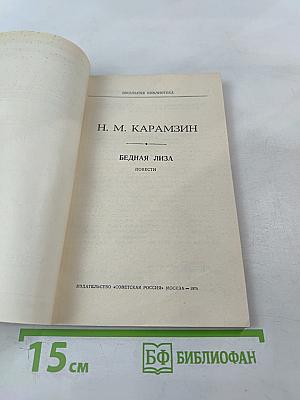 ШКОЛЬНАЯ БИБЛИОТЕКА
Н. М. КАРАМЗИН
БЕДНАЯ ЛИЗА
ПОВЕСТИ
ИЗДАТЕЛЬСТВО «СОВЕТСКАЯ РОССИЯ» МОСКВА —
15 см
БФ БИБЛИОФАН